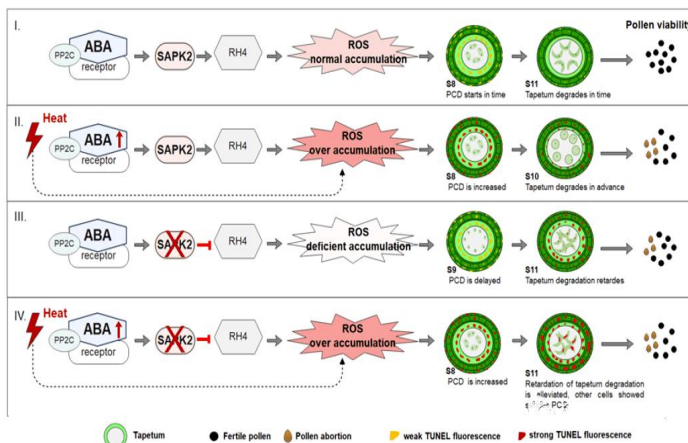 Pollen viability
I.
ABA
PP2C
receptor
SAPK2
RH4
ROS
normal accumulation
S8
PCD starts in time
S11
Tapetum degrades in time
II.
Heat
ABA
PP2C
receptor
SAPK2
RH4
ROS
over accumulation
S8
PCD is increased
S10
Tapetum degrades in advance
III.
ABA
PP2C
receptor
SAPK2
RH4
ROS
deficient accumulation
S9
PCD is delayed
S11
Tapetum degradation retardes
IV.
Heat
ABA
PP2C
receptor
SAPK2
RH4
ROS
over accumulation
S8
PCD is increased
S11
Retardation of tapetum degradation
is alleviated, other cells showed
PCD
Tapetum
Fertile pollen
Pollen abortion
weak TUNEL fluorescence
strong TUNEL fluorescence